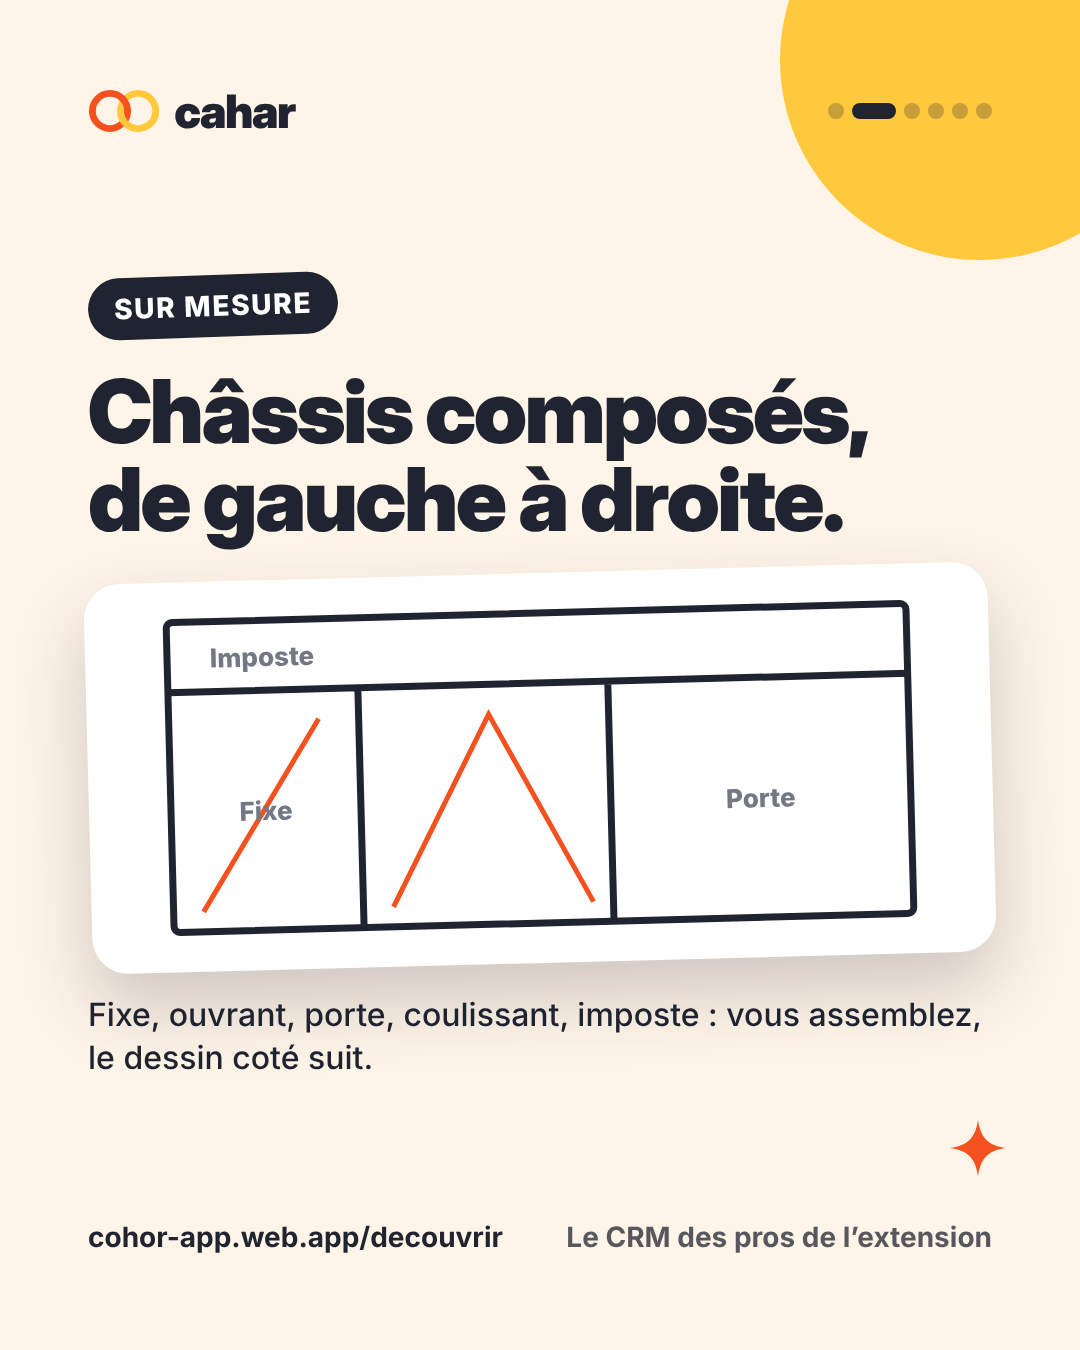 cahar
SUR MESURE
Châssis composés,
de gauche à droite.
Imposte
Fixe
Porte
Fixe, ouvrant, porte, coulissant, imposte : vous assemblez,
le dessin coté suit.
cohor-app.web.app/decouvrir
Le CRM des pros de l’extension